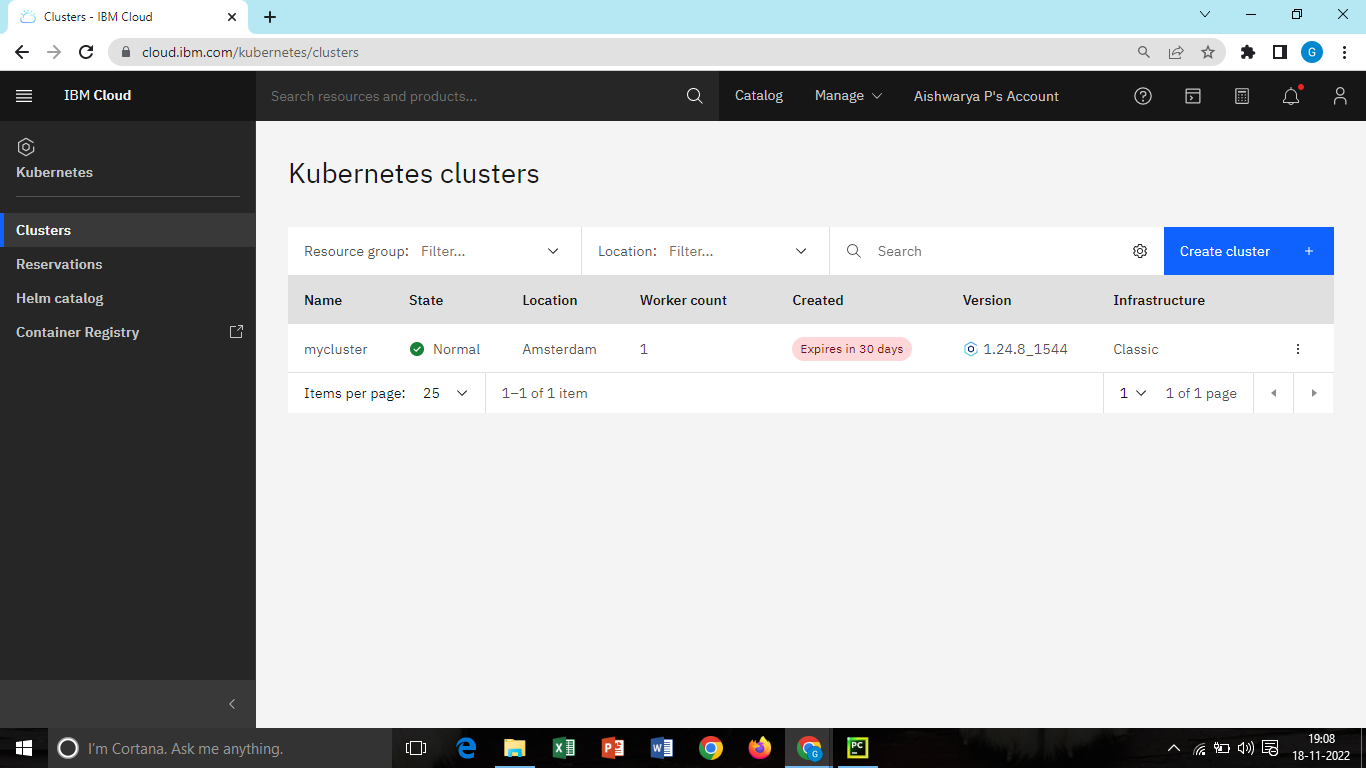 Clusters - IBM Cloud
cloud.ibm.com/kubernetes/clusters
G
IBM Cloud
Search resources and products...
Catalog
Manage
Aishwarya P's Account
Kubernetes
Clusters
Reservations
Helm catalog
Container Registry
Kubernetes clusters
Resource group: Filter...
Location: Filter...
Search
Create cluster +
Name State Location Worker count Created Version Infrastructure
mycluster Normal Amsterdam 1 Expires in 30 days 1.24.8_1544 Classic
Items per page: 25 1–1 of 1 item 1 1 of 1 page
I'm Cortana. Ask me anything.
G
PC
19:08
18-11-2022